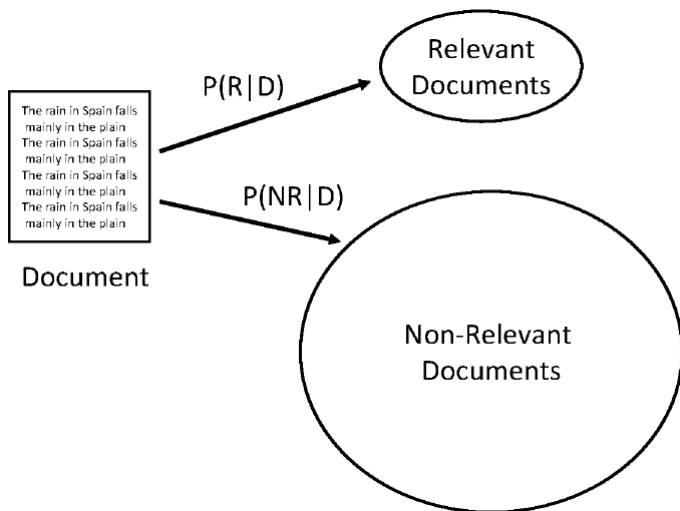 Relevant
Documents
P(R|D)
The rain in Spain falls
mainly in the plain
The rain in Spain falls
mainly in the plain
The rain in Spain falls
mainly in the plain
The rain in Spain falls
mainly in the plain
P(NR|D)
Document
Non-Relevant
Documents